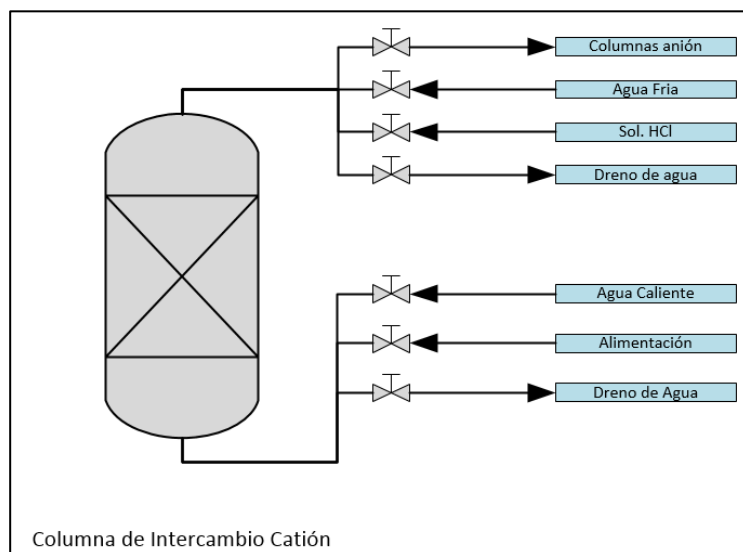 Columnas anión
Agua Fria
Sol. HCl
Dreno de agua
Agua Caliente
Alimentación
Dreno de Agua
Columna de Intercambio Catión